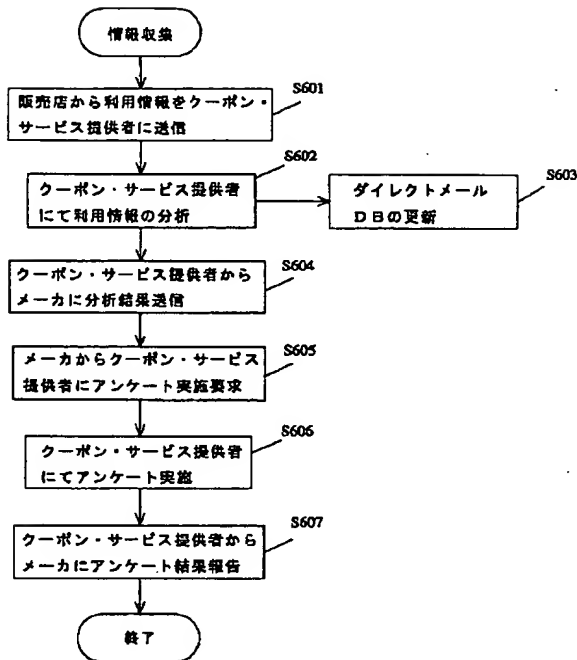 情報収集
S601
販売店から利用情報をクーポン・
サービス提供者に送信
S602
クーポン・サービス提供者
にて利用情報の分析
S603
ダイレクトメール
DBの更新
S604
クーポン・サービス提供者から
メーカに分析結果送信
S605
メーカからクーポン・サービス
提供者にアンケート実施要求
S606
クーポン・サービス提供者
にてアンケート実施
S607
クーポン・サービス提供者から
メーカにアンケート結果報告
終了